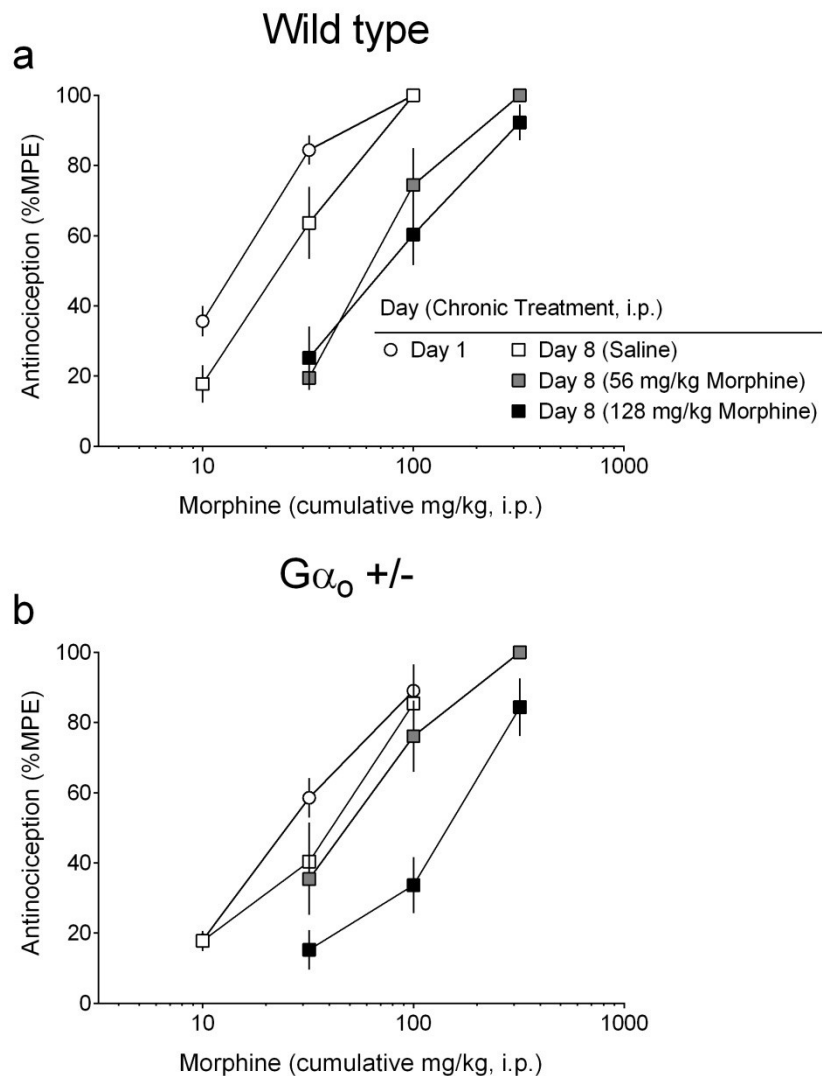 Wild type
a
100
80
60
40
20
0
Antinociception (%MPE)
Day (Chronic Treatment, i.p.)
Day 1
Day 8 (Saline)
Day 8 (56 mg/kg Morphine)
Day 8 (128 mg/kg Morphine)
10 100 1000
Morphine (cumulative mg/kg, i.p.)
Gαo +/-
b
100
80
60
40
20
0
Antinociception (%MPE)
10 100 1000
Morphine (cumulative mg/kg, i.p.)